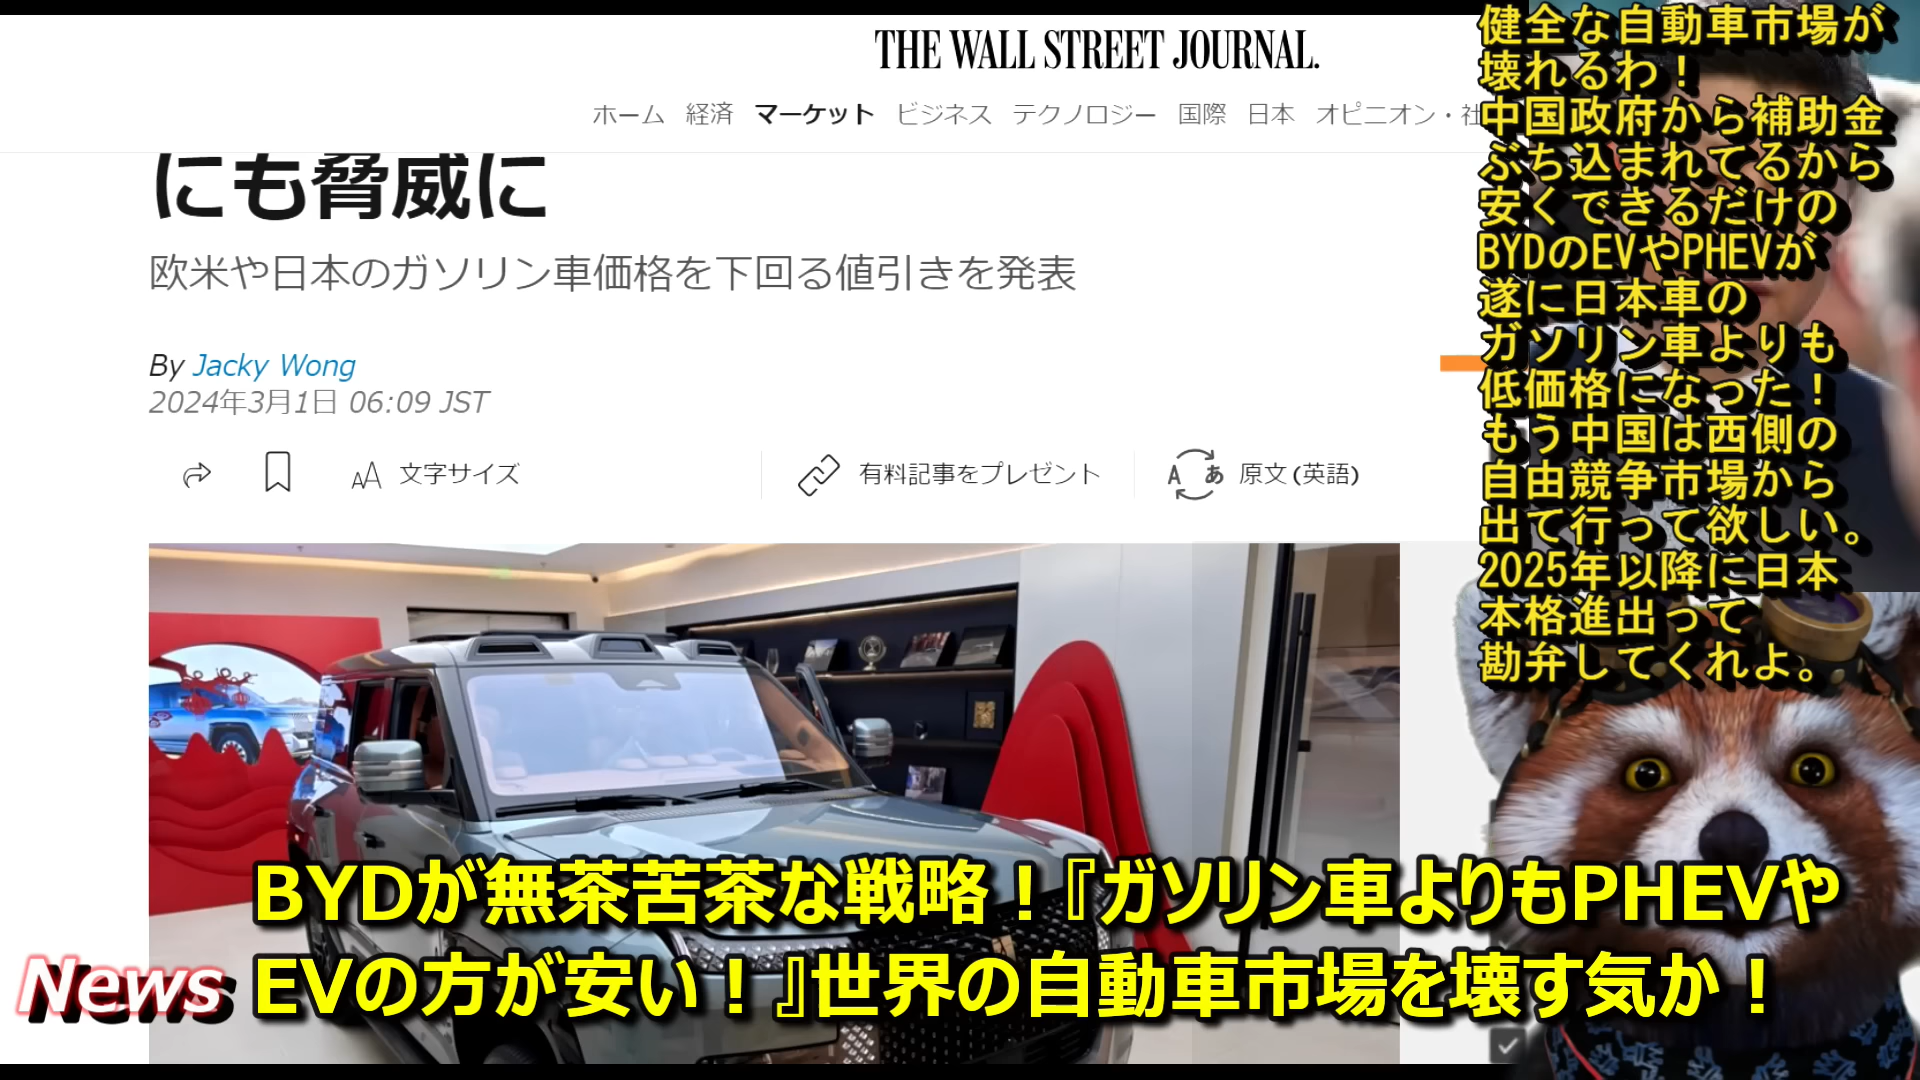 THE WALL STREET JOURNAL.
ホーム 経済 マーケット ビジネス テクノロジー 国際 日本 オピニオン・社
にも脅威に
欧米や日本のガソリン車価格を下回る値引きを発表
By Jacky Wong
2024年3月1日 06:09 JST
AA 文字サイズ
有料記事をプレゼント
Aあ 原文(英語)
健全な自動車市場が
壊れるわ！
中国政府から補助金
ぶち込まれてるから
安くできるだけの
BYDのEVやPHEVが
遂に日本車の
ガソリン車よりも
低価格になった！
もう中国は西側の
自由競争市場から
出て行って欲しい。
2025年以降に日本
本格進出って
勘弁してくれよ。
BYDが無茶苦茶な戦略！『ガソリン車よりもPHEVや
EVの方が安い！』世界の自動車市場を壊す気か！
News